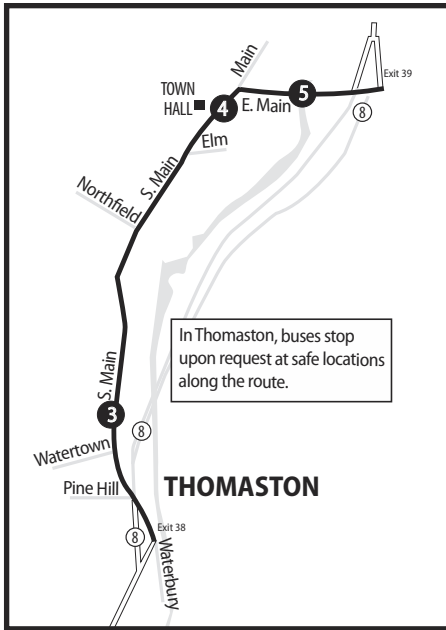 Main
Exit 39
TOWN
HALL
5
4
E. Main
8
Elm
S. Main
Northfield
In Thomaston, buses stop
upon request at safe locations
along the route.
S. Main
3
8
Watertown
Pine Hill
THOMASTON
Exit 38
8
Waterbury